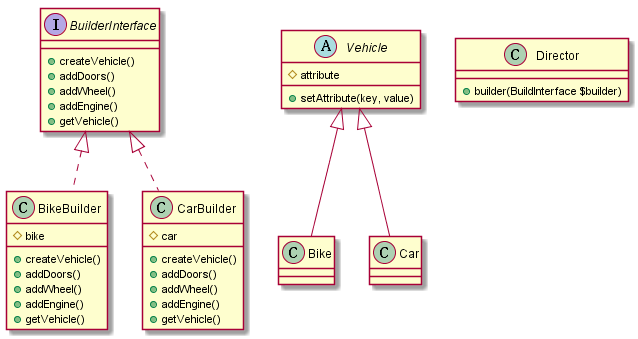 I BuilderInterface
createVehicle()
addDoors()
addWheel()
addEngine()
getVehicle()
A Vehicle
attribute
setAttribute(key, value)
C Director
builder(BuildInterface $builder)
C BikeBuilder
bike
createVehicle()
addDoors()
addWheel()
addEngine()
getVehicle()
C CarBuilder
car
createVehicle()
addDoors()
addWheel()
addEngine()
getVehicle()
C Bike
C Car